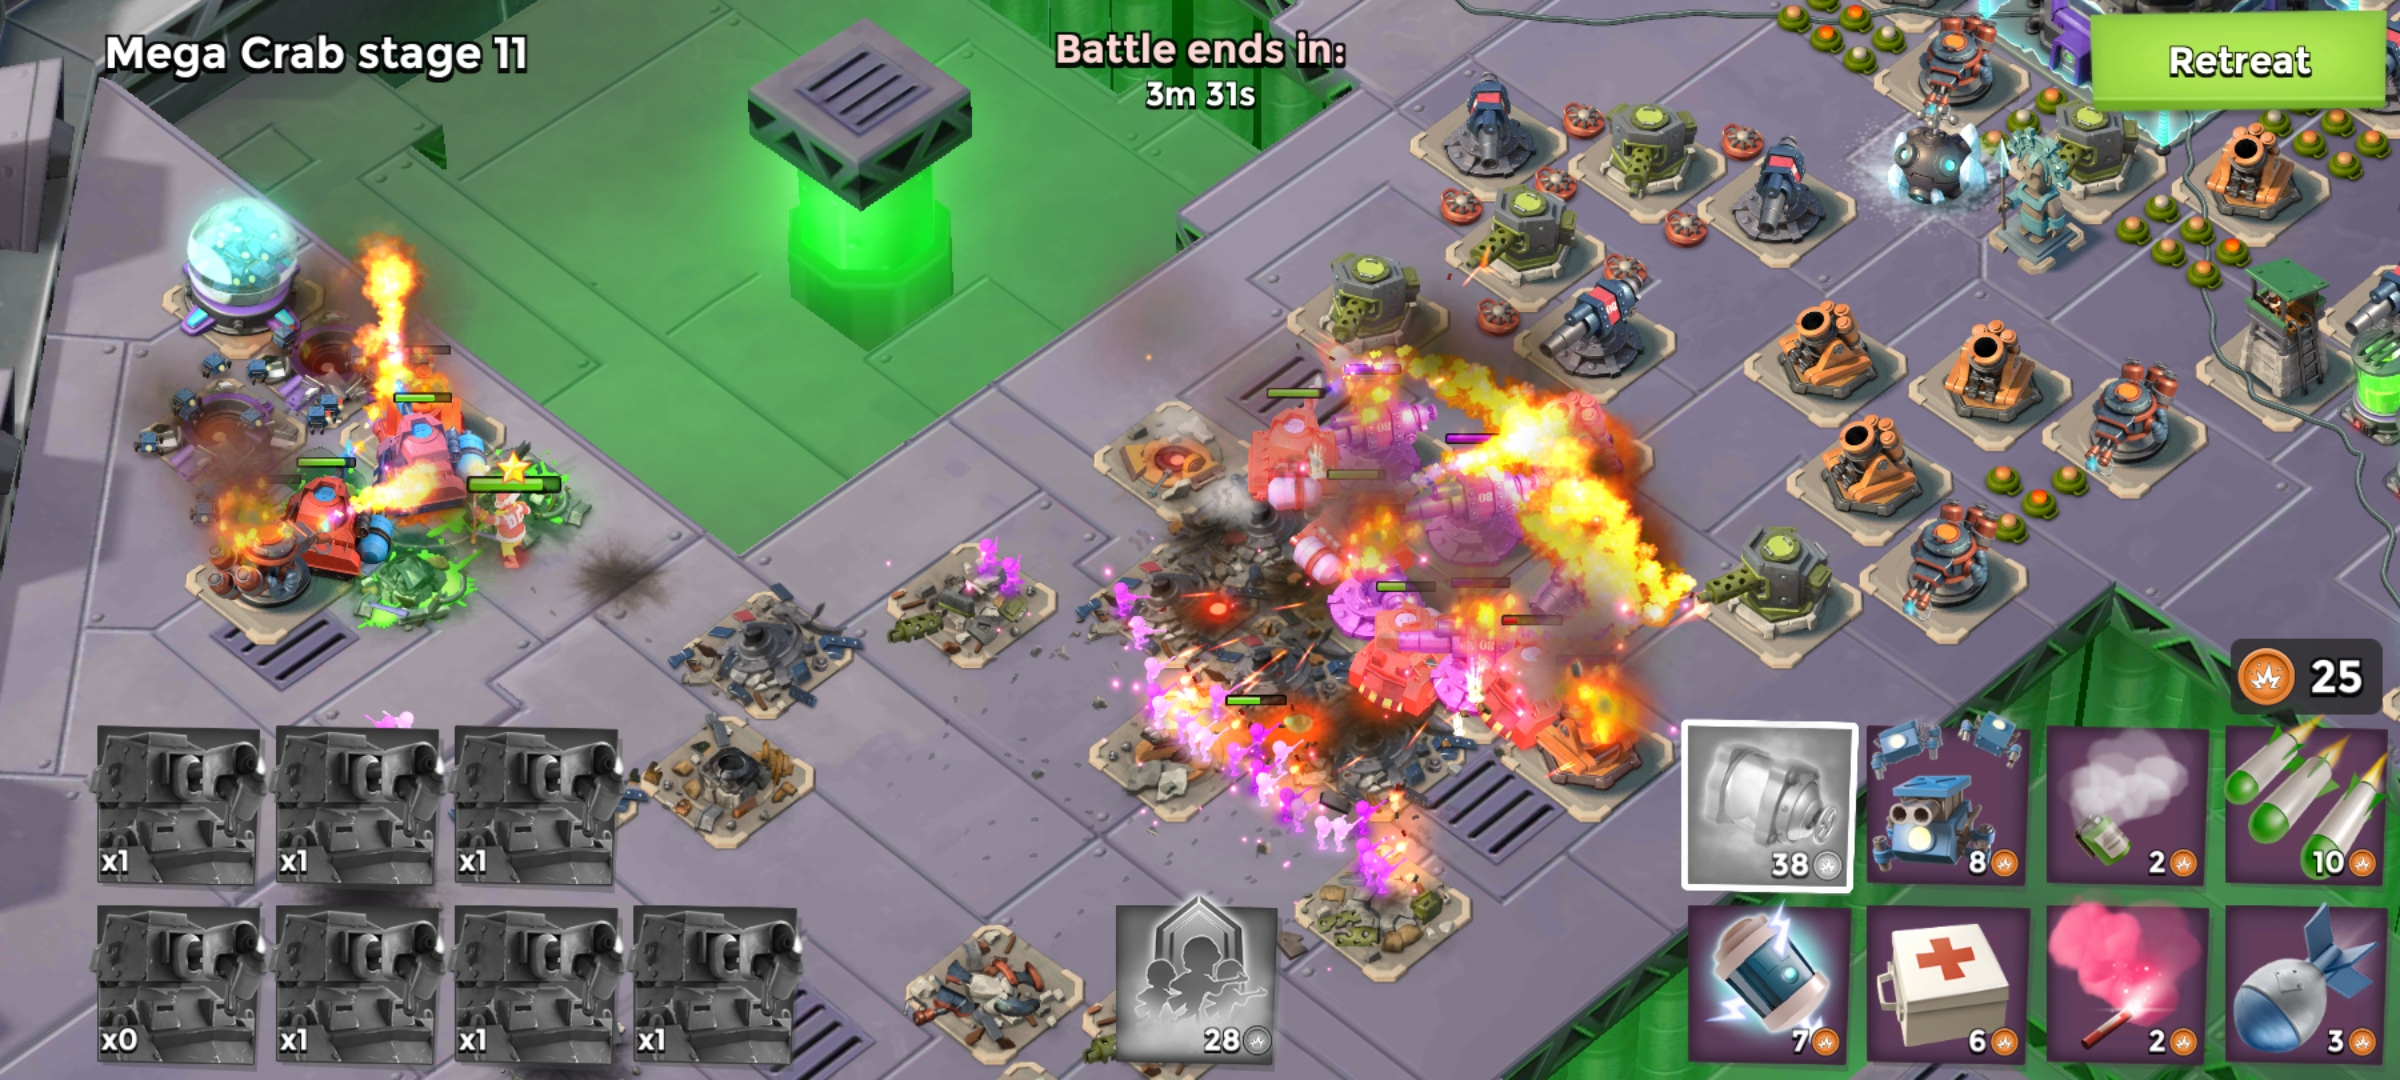 Mega Crab stage 11
Battle ends in:
3m 31s
Retreat
25
x1
x1
x1
38
8
2
10
x0
x1
x1
x1
28
7
6
2
3